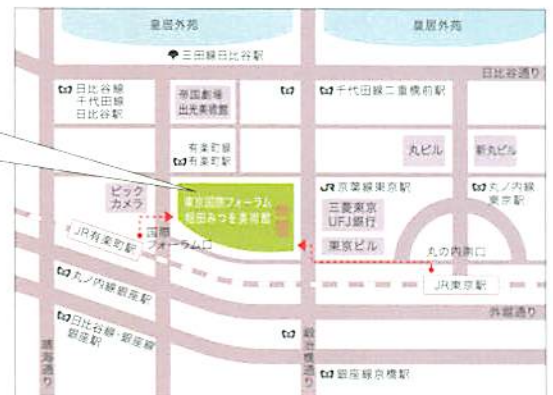 皇居外苑
皇居外苑
三田線日比谷駅
日比谷通り
日比谷線
千代田線
日比谷駅
帝国劇場
出光美術館
千代田線二重橋前駅
有楽町線
有楽町駅
丸ビル
新丸ビル
ビック
カメラ
東京国際フォーラム
相田みつを美術館
JR京葉線東京駅
三菱東京
UFJ銀行
東京ビル
丸ノ内線
東京駅
JR有楽町駅
国際
フォーラム口
丸の内南口
JR東京駅
丸ノ内線銀座駅
外堀通り
日比谷線・銀座線
銀座駅
晴海通り
鍛冶橋通り
銀座線京橋駅